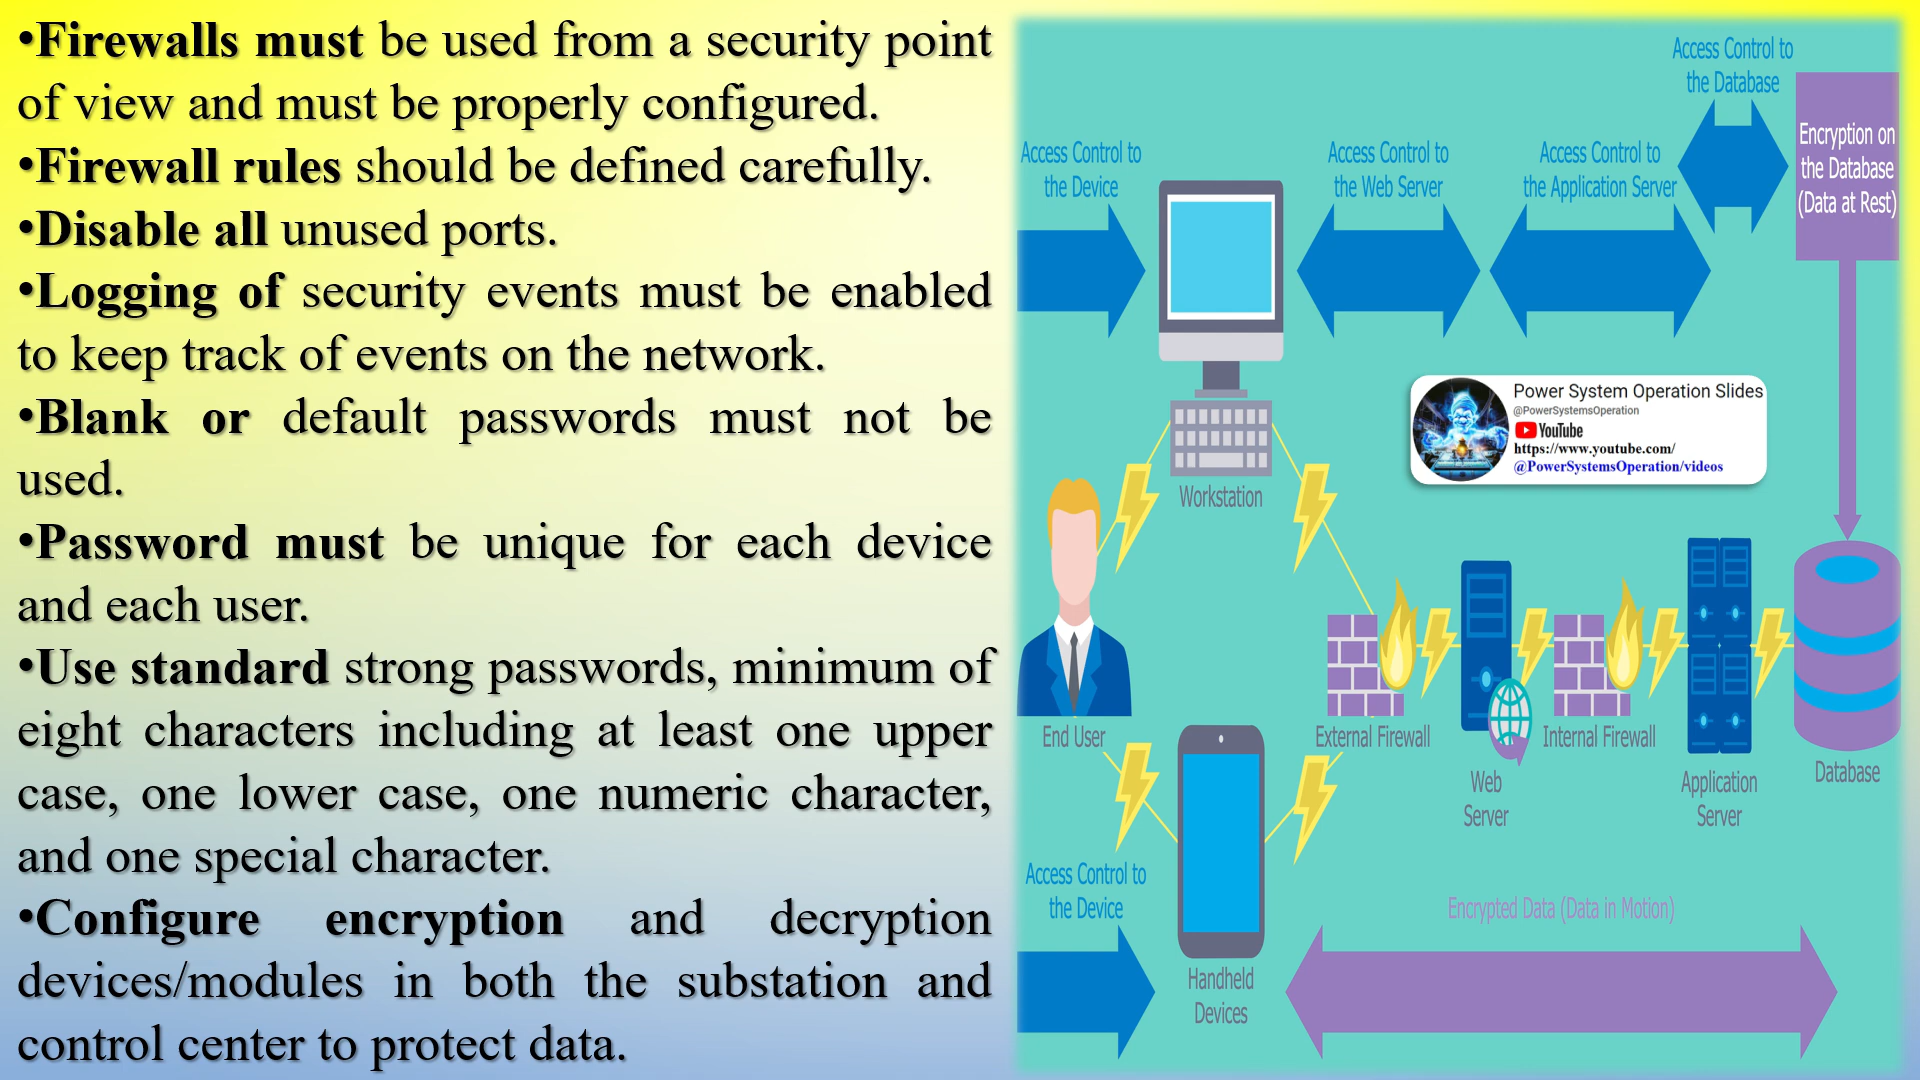 •Firewalls must be used from a security point
of view and must be properly configured.
•Firewall rules should be defined carefully.
•Disable all unused ports.
•Logging of security events must be enabled
to keep track of events on the network.
•Blank or default passwords must not be
used.
•Password must be unique for each device
and each user.
•Use standard strong passwords, minimum of
eight characters including at least one upper
case, one lower case, one numeric character,
and one special character.
•Configure encryption and decryption
devices/modules in both the substation and
control center to protect data.
Access Control to
the Database
Encryption on
the Database
(Data at Rest)
Access Control to
the Device
Access Control to
the Web Server
Access Control to
the Application Server
Power System Operation Slides
@PowerSystemsOperation
YouTube
https://www.youtube.com/
@PowerSystemsOperation/videos
Workstation
End User
External Firewall
Internal Firewall
Web
Server
Application
Server
Database
Access Control to
the Device
Encrypted Data (Data in Motion)
Handheld
Devices